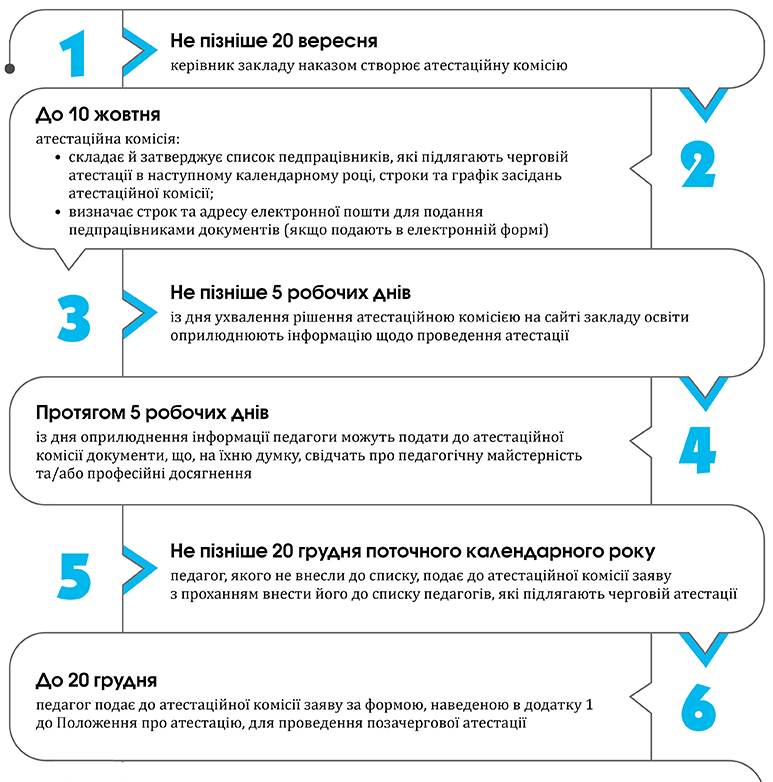 1
Не пізніше 20 вересня
керівник закладу наказом створює атестаційну комісію
До 10 жовтня
атестаційна комісія:
• складає й затверджує список педпрацівників, які підлягають черговій
атестації в наступному календарному році, строки та графік засідань
атестаційної комісії;
• визначає строк та адресу електронної пошти для подання
педпрацівниками документів (якщо подають в електронній формі)
2
3
Не пізніше 5 робочих днів
із дня ухвалення рішення атестаційною комісією на сайті закладу освіти
оприлюднюють інформацію щодо проведення атестації
Протягом 5 робочих днів
із дня оприлюднення інформації педагоги можуть подати до атестаційної
комісії документи, що, на їхню думку, свідчать про педагогічну майстерність
та/або професійні досягнення
4
5
Не пізніше 20 грудня поточного календарного року
педагог, якого не внесли до списку, подає до атестаційної комісії заяву
з проханням внести його до списку педагогів, які підлягають черговій атестації
До 20 грудня
педагог подає до атестаційної комісії заяву за формою, наведеною в додатку 1
до Положення про атестацію, для проведення позачергової атестації
6